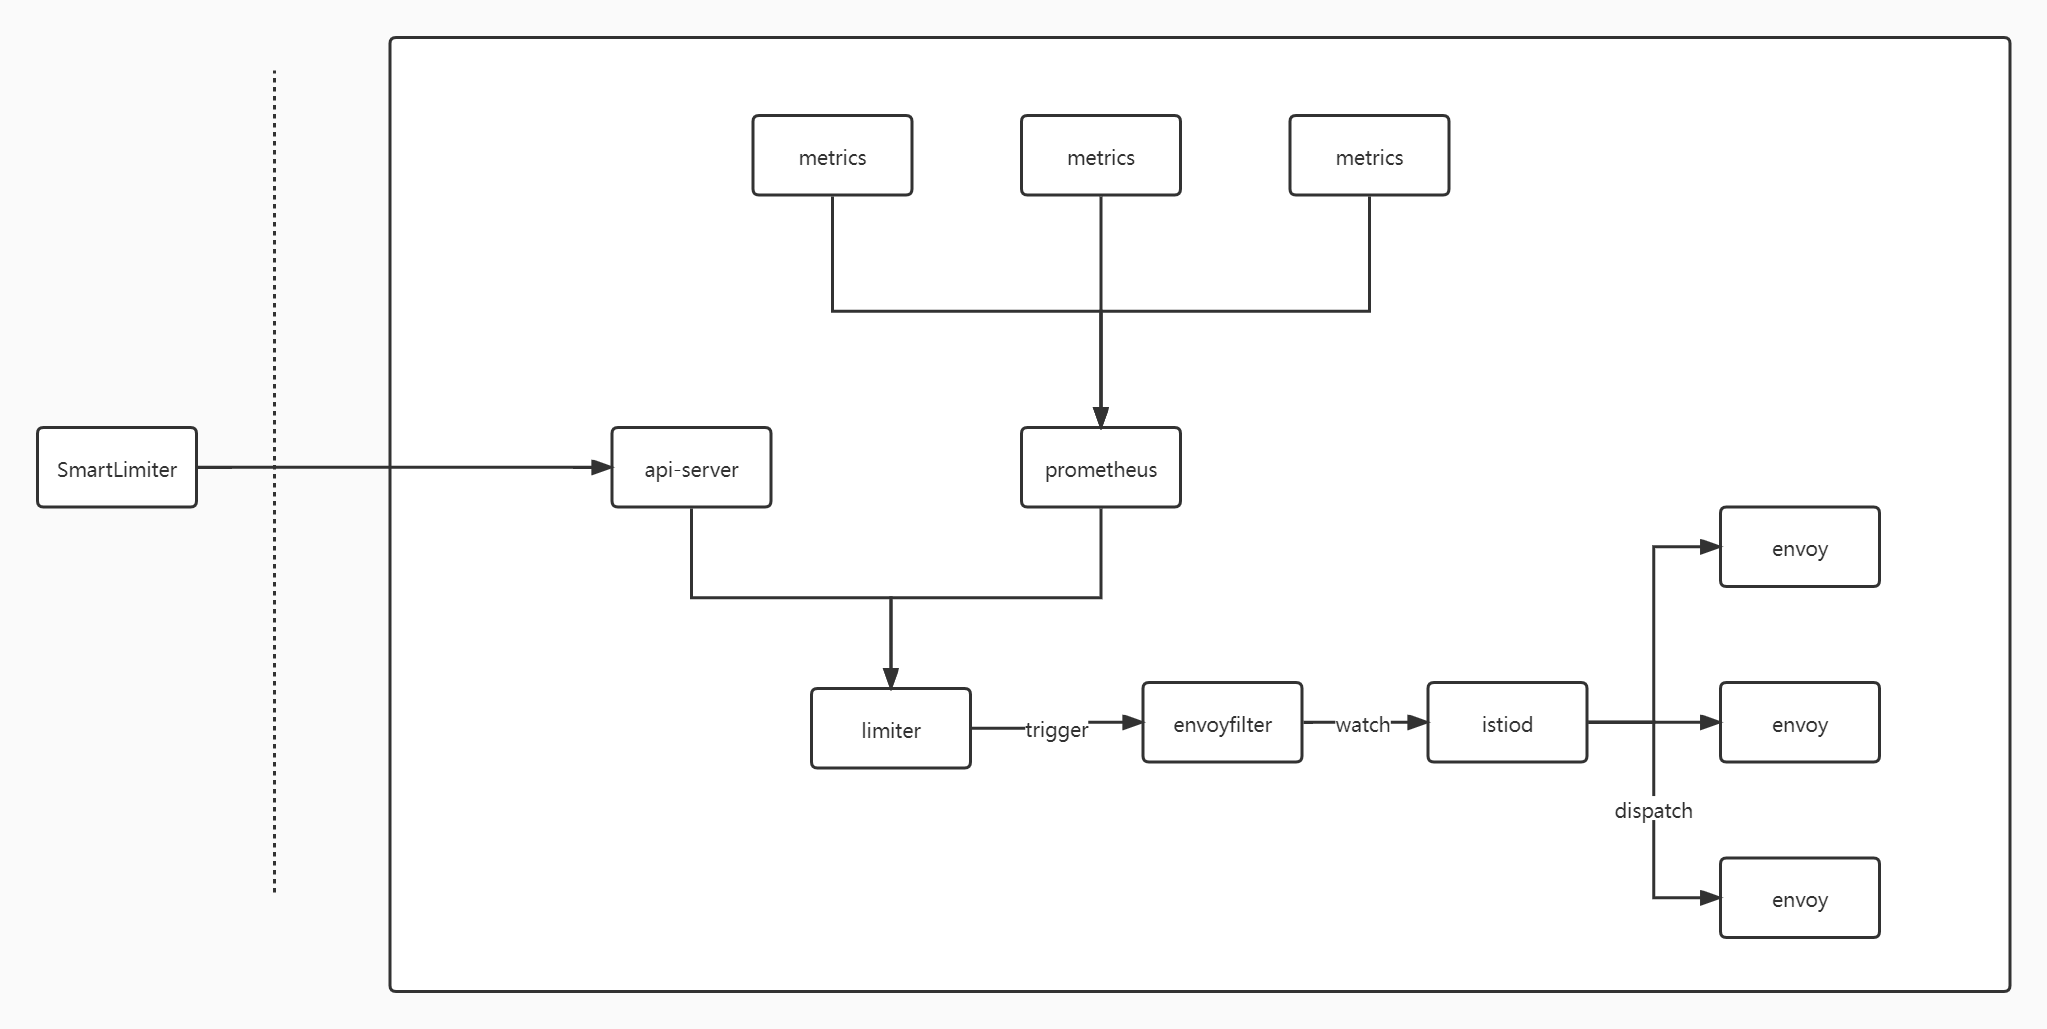 metrics
metrics
metrics
SmartLimiter
api-server
prometheus
envoy
limiter
trigger
envoyfilter
watch
istiod
envoy
dispatch
envoy